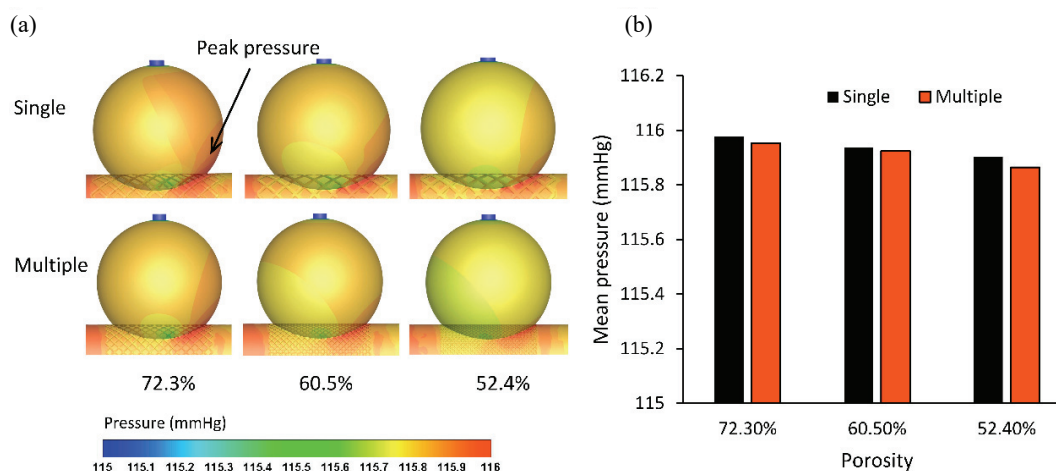 (a)
Peak pressure
Single
Multiple
72.3%
60.5%
52.4%
Pressure (mmHg)
115 115.1 115.2 115.3 115.4 115.5 115.6 115.7 115.8 115.9 116
(b)
116.2
116
115.8
115.6
115.4
115.2
115
Mean pressure (mmHg)
Single Multiple
72.30% 60.50% 52.40%
Porosity